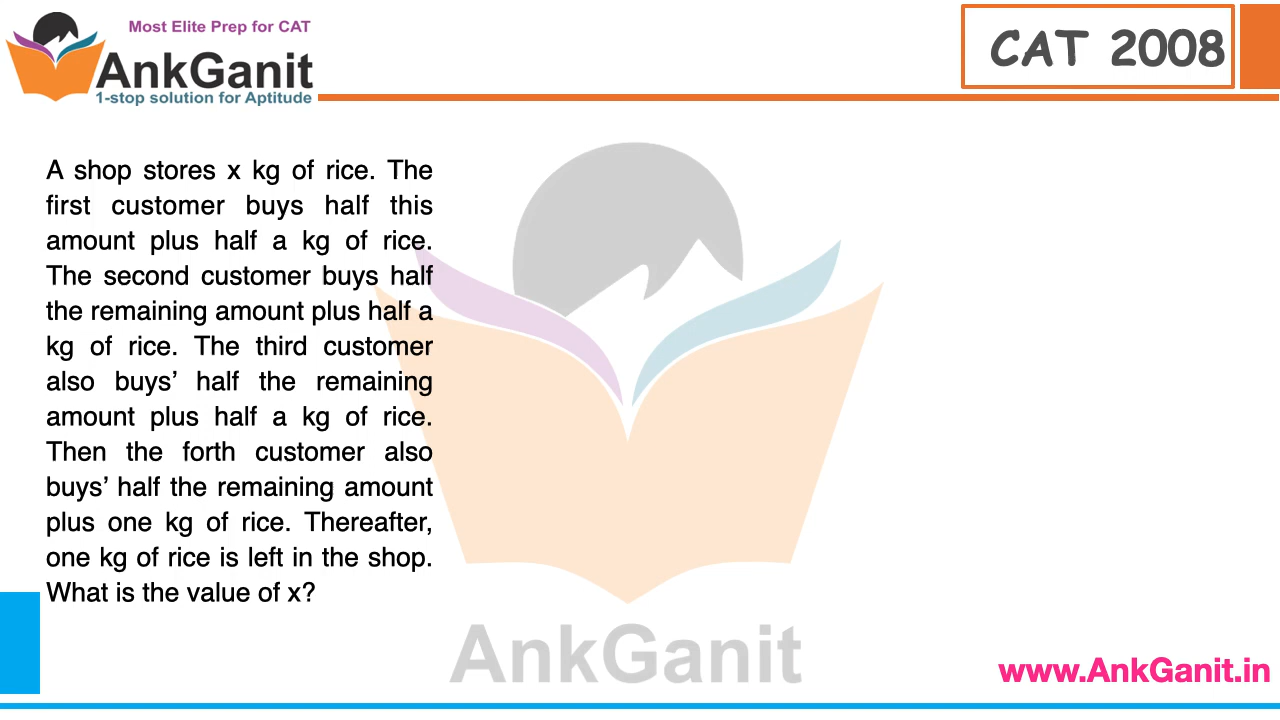 Most Elite Prep for CAT
AnkGanit
1-stop solution for Aptitude
CAT 2008
A shop stores x kg of rice. The
first customer buys half this
amount plus half a kg of rice.
The second customer buys half
the remaining amount plus half a
kg of rice. The third customer
also buys’ half the remaining
amount plus half a kg of rice.
Then the forth customer also
buys’ half the remaining amount
plus one kg of rice. Thereafter,
one kg of rice is left in the shop.
What is the value of x?
AnkGanit
www.AnkGanit.in